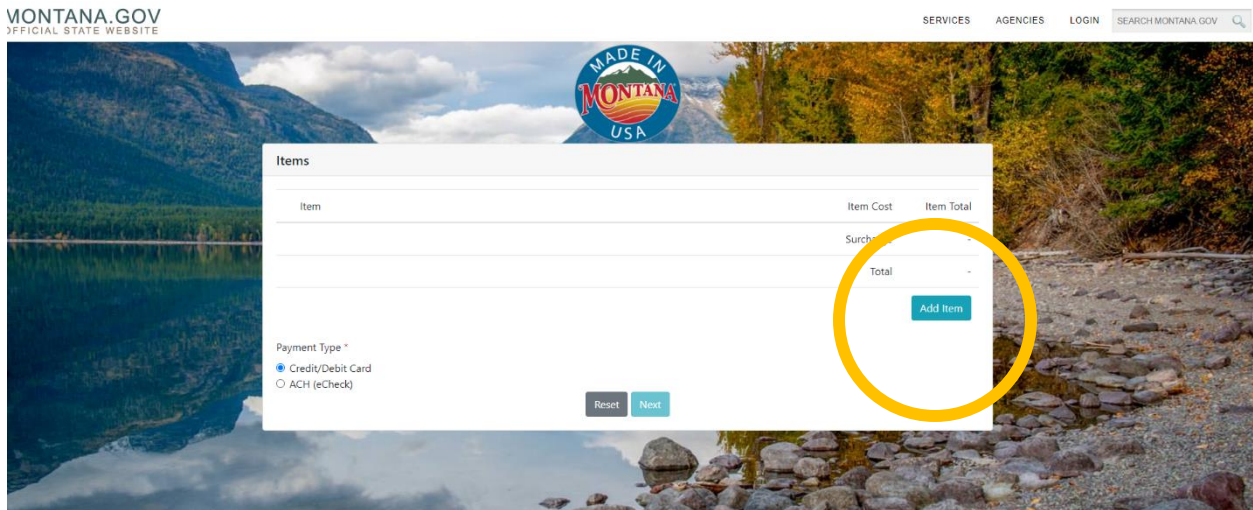 MONTANA.GOV
OFFICIAL STATE WEBSITE
SERVICES AGENCIES LOGIN SEARCH MONTANA.GOV
MADE IN
MONTANA
USA
Items
Item Item Cost Item Total
-
Total -
Add Item
Payment Type *
Credit/Debit Card
ACH (eCheck)
Reset Next